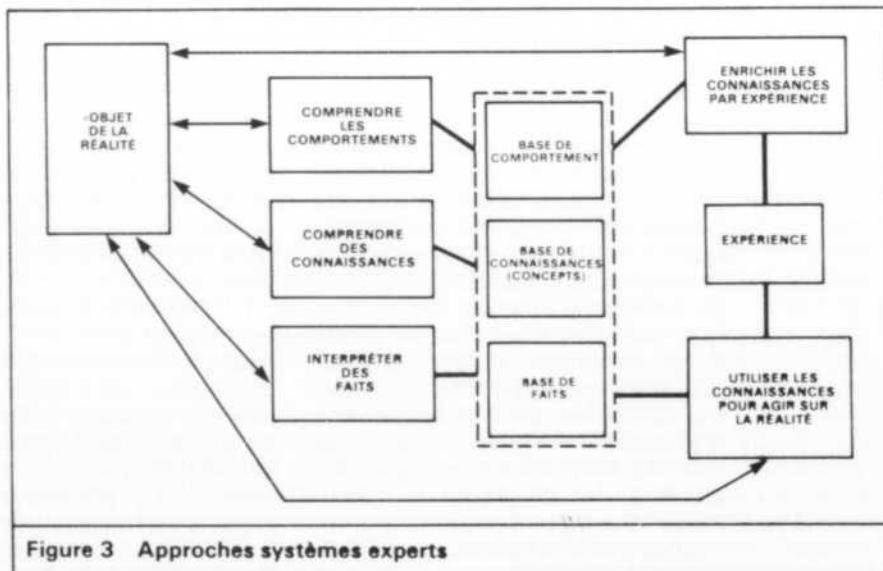 -OBJET
DE LA
RÉALITÉ
COMPRENDRE
LES
COMPORTEMENTS
COMPRENDRE
DES
CONNAISSANCES
INTERPRÉTER
DES
FAITS
BASE DE
COMPORTEMENT
BASE DE
CONNAISSANCES
(CONCEPTS)
BASE DE
FAITS
ENRICHIR LES
CONNAISSANCES
PAR EXPÉRIENCE
EXPÉRIENCE
UTILISER LES
CONNAISSANCES
POUR AGIR SUR
LA RÉALITÉ
Figure 3 Approches systèmes experts